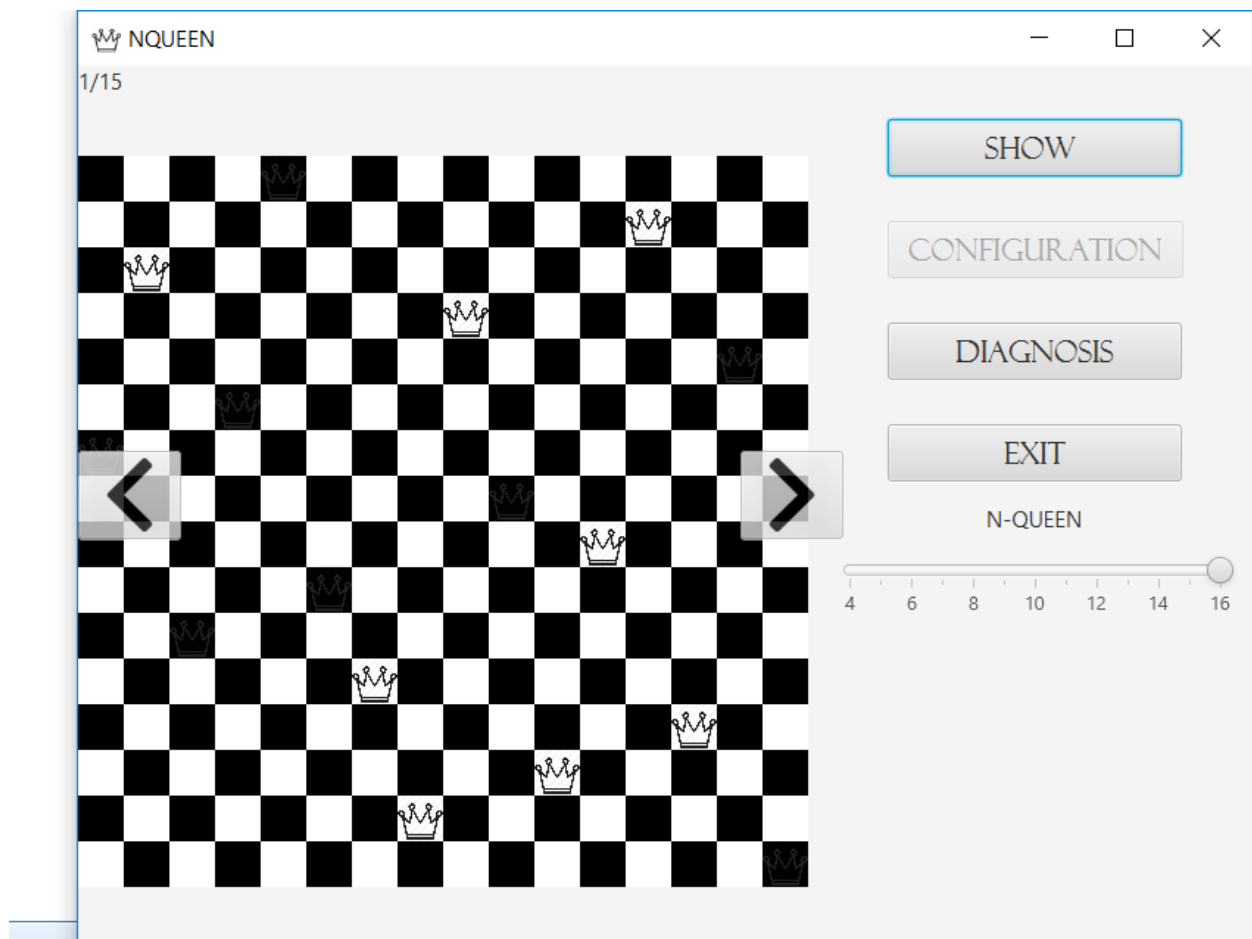 NQUEEN
1/15
SHOW
CONFIGURATION
DIAGNOSIS
EXIT
N-QUEEN
4 6 8 10 12 14 16